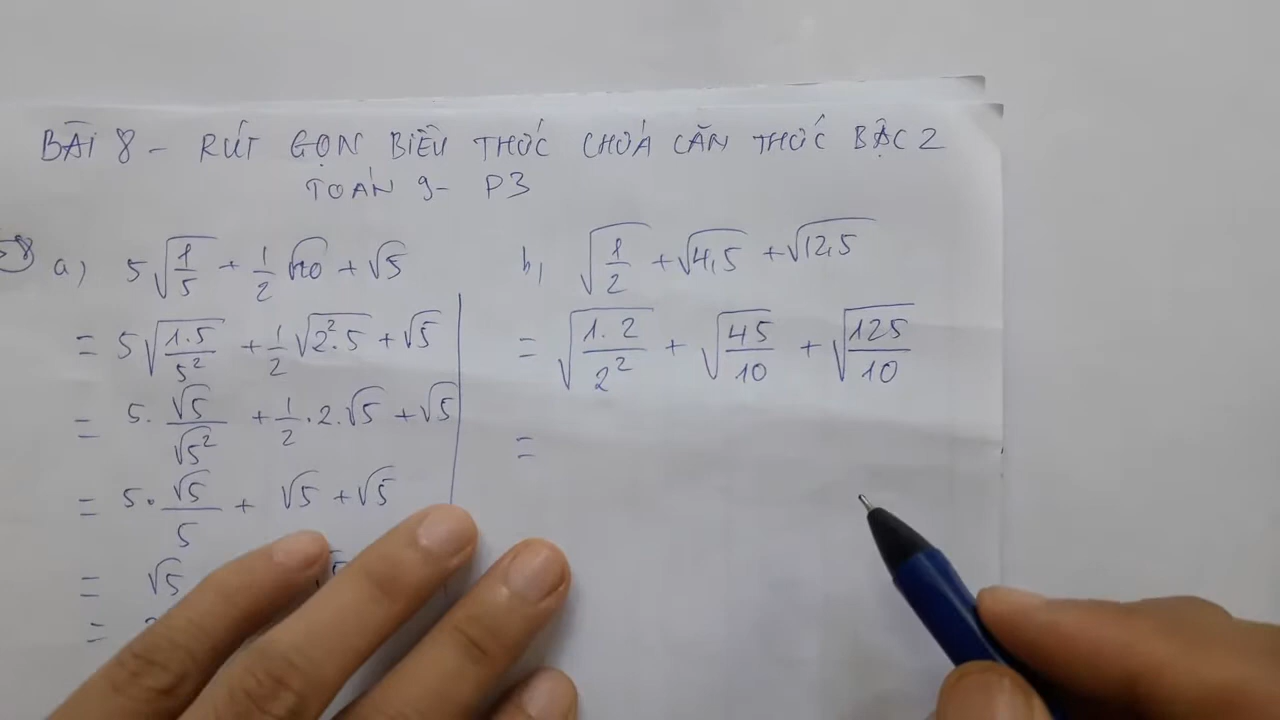 BÀI 8 - RÚT GỌN BIỂU THỨC CHỨA CĂN THỨC BẬC 2
TOÁN 9 - P3
58 a) 5√(1/5) + 1/2 √20 + √5
= 5√(1.5/5²) + 1/2 √(2².5) + √5
= 5. √5/√5² + 1/2 . 2.√5 + √5
= 5. √5/5 + √5 + √5
= √5 √5
=
b) √(1/2) + √4,5 + √12,5
= √(1.2/2²) + √(45/10) + √(125/10)
=